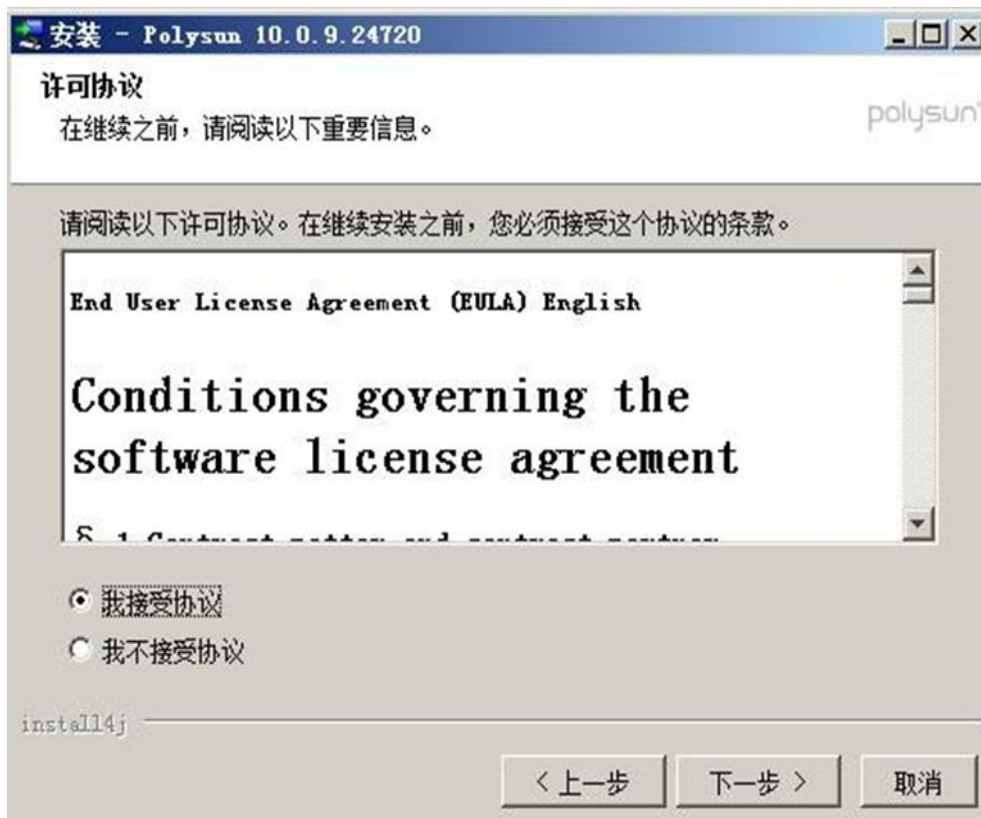 安装 - Polysun 10.0.9.24720
许可协议
在继续之前，请阅读以下重要信息。
polysun
请阅读以下许可协议。在继续安装之前，您必须接受这个协议的条款。
End User License Agreement (EULA) English
Conditions governing the
software license agreement
我接受协议
我不接受协议
install4j
< 上一步
下一步 >
取消